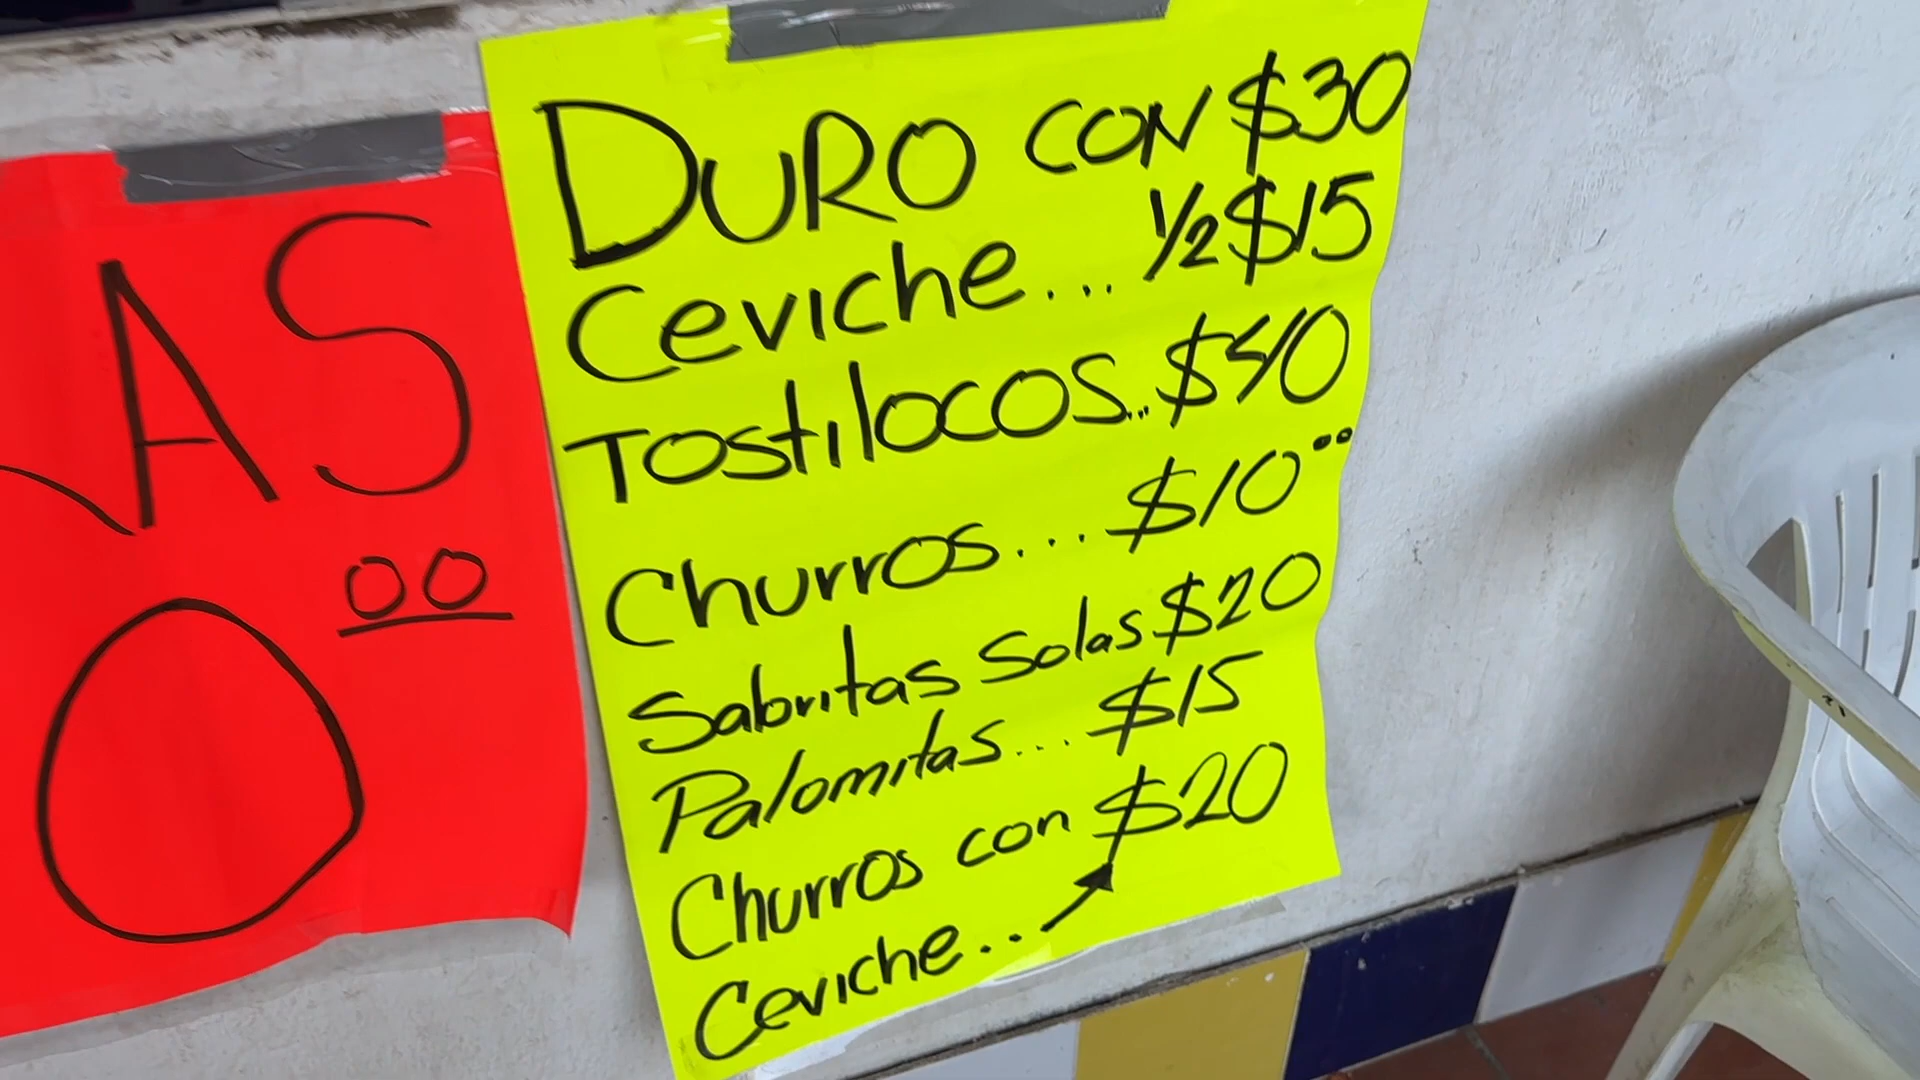 AS
0
00
DURO CON $30
Ceviche... 1/2 $15
Tostilocos... $40
Churros... $10°°
Sabritas Solas $20
Palomitas... $15
Churros con $20
Ceviche..